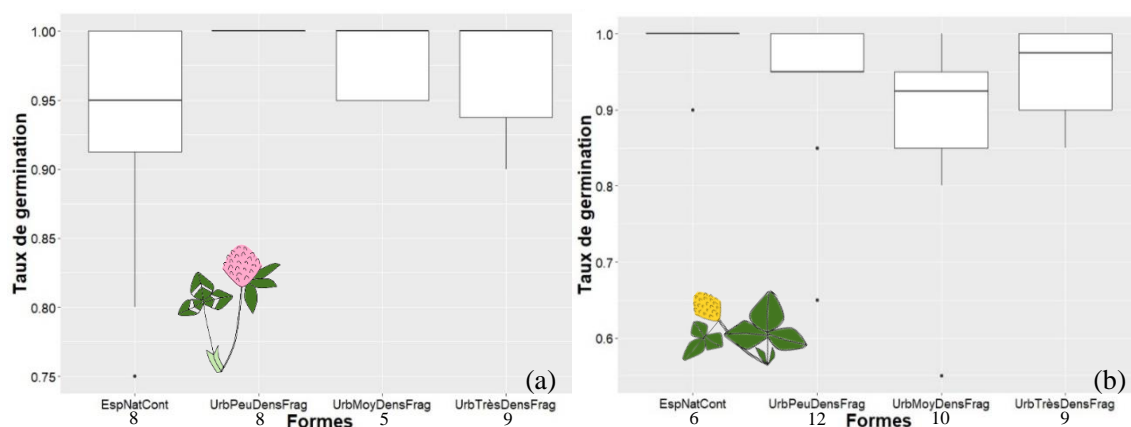 Taux de germination
1.00
0.95
0.90
0.85
0.80
0.75
(a)
EspNatCont UrbPeuDensFrag UrbMoyDensFrag UrbTrèsDensFrag
8 8 5 9
Formes
Taux de germination
1.0
0.9
0.8
0.7
0.6
(b)
EspNatCont UrbPeuDensFrag UrbMoyDensFrag UrbTrèsDensFrag
6 12 10 9
Formes